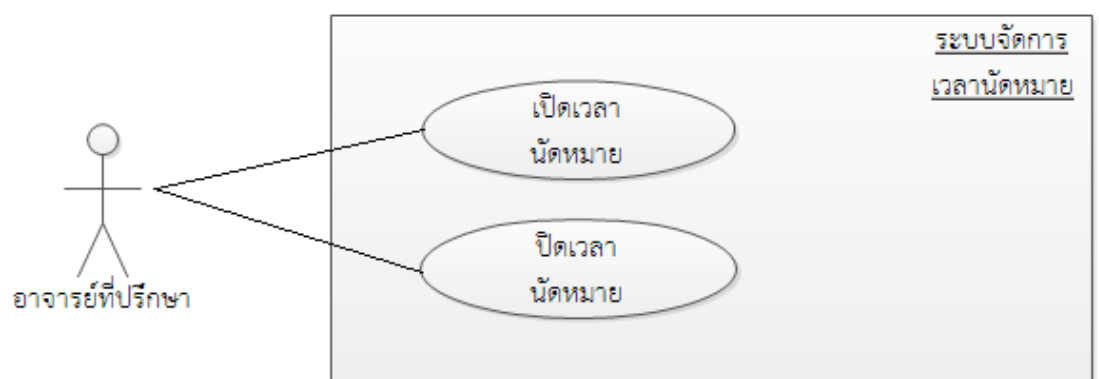 ระบบจัดการ
เวลานัดหมาย
เปิดเวลา
นัดหมาย
ปิดเวลา
นัดหมาย
อาจารย์ที่ปรึกษา